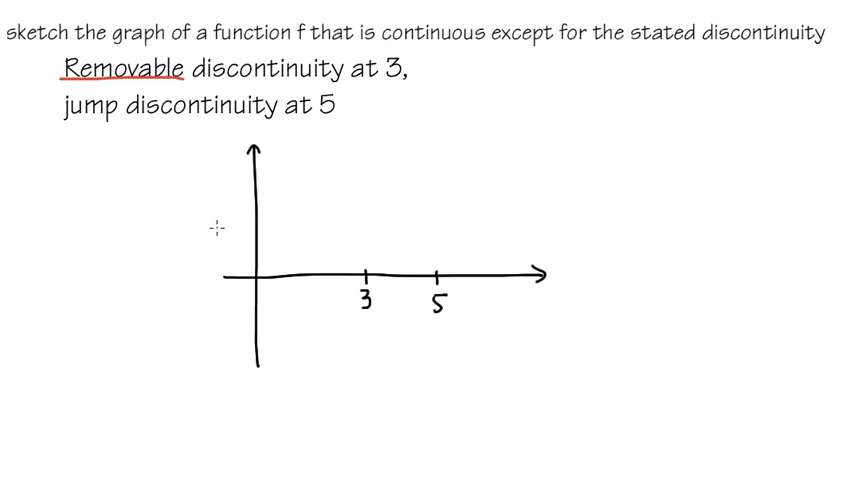 sketch the graph of a function f that is continuous except for the stated discontinuity
Removable discontinuity at 3,
jump discontinuity at 5
3
5